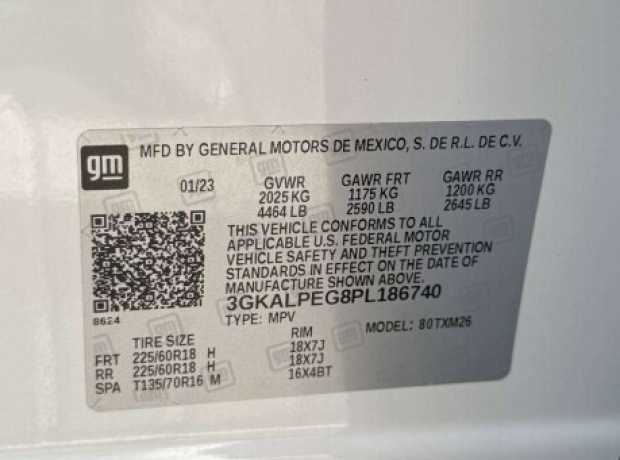 gm MFD BY GENERAL MOTORS DE MEXICO, S. DE R.L. DE C.V.
01/23 GVWR GAWR FRT GAWR RR
2025 KG 1175 KG 1200 KG
4464 LB 2590 LB 2645 LB
THIS VEHICLE CONFORMS TO ALL
APPLICABLE U.S. FEDERAL MOTOR
VEHICLE SAFETY AND THEFT PREVENTION
STANDARDS IN EFFECT ON THE DATE OF
MANUFACTURE SHOWN ABOVE.
3GKALPEG8PL186740
8624
TYPE: MPV MODEL: 80TXM26
TIRE SIZE RIM
FRT 225/60R18 H 18X7J
RR 225/60R18 H 18X7J
SPA T135/70R16 M 16X4BT